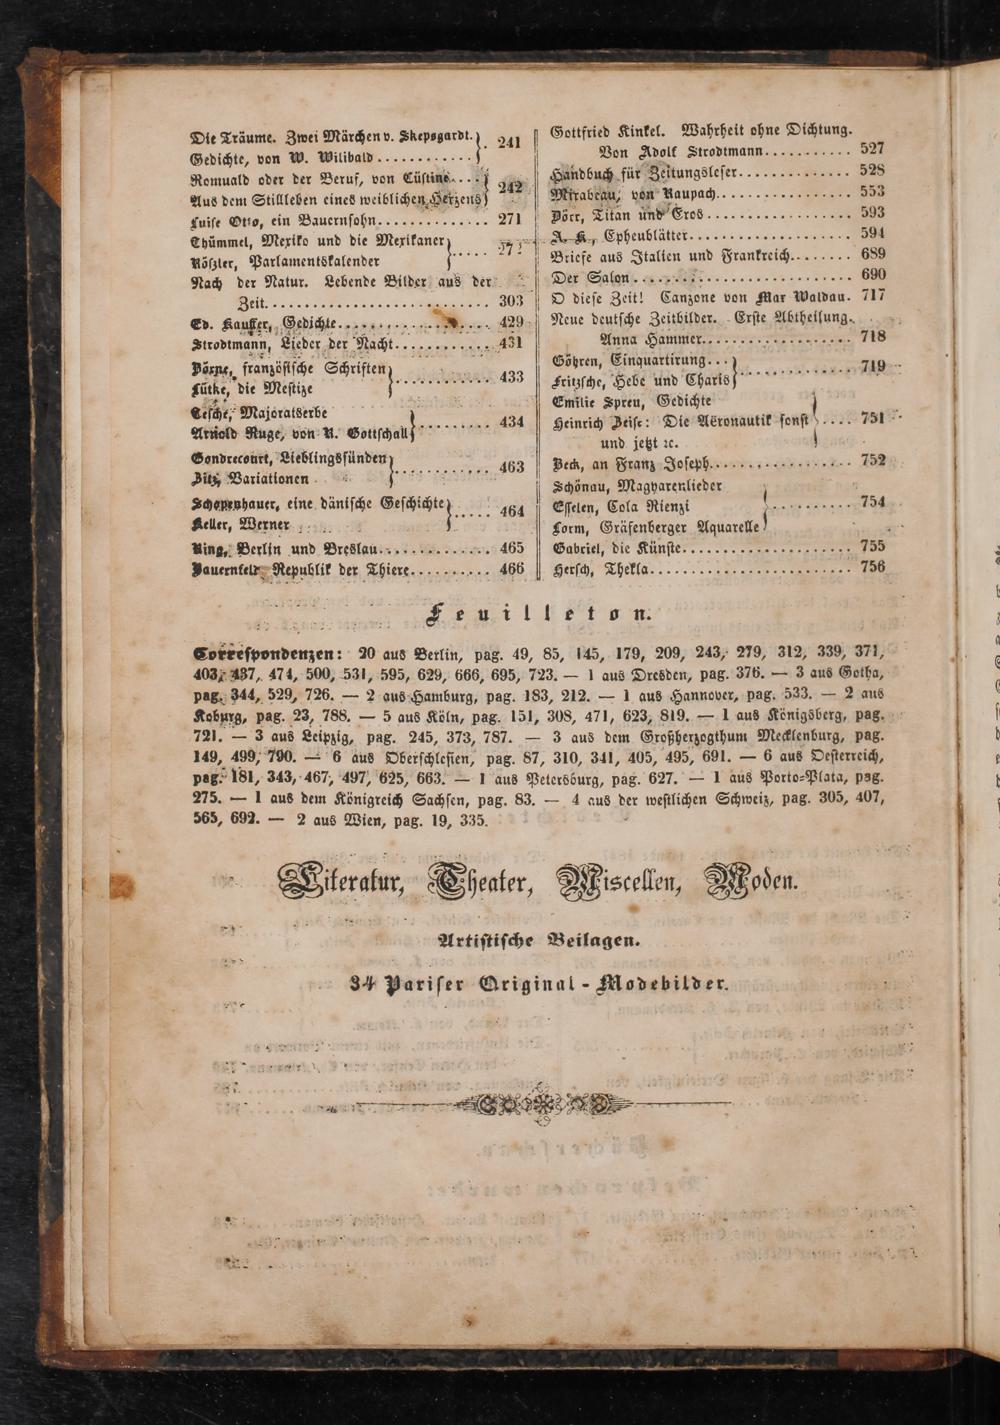 Die Träume. Zwei Märchen v. Skepsgardt.
Gedichte, von W. Wilibald............ 241
Romuald oder der Beruf, von Cüstine....
Aus dem Stillleben eines weiblichen Herzens 242
Luise Otto, ein Bauernsohn............... 271
Thümmel, Mexiko und die Mexikaner
Rößler, Parlamentskalender ..... 272
Nach der Natur. Lebende Bilder aus der
Zeit............................ 303
Ed. Kauffer, Gedichte.................... 429
Strodtmann, Lieder der Nacht............. 431
Börne, französische Schriften
Lütke, die Mestize ............ 433
Tesche, Majoratserbe
Arnold Ruge, von R. Gottschall .......... 434
Gondrecourt, Lieblingssünden
Zitz, Variationen ............ 463
Schopenhauer, eine dänische Geschichte
Keller, Werner ..... 464
Ring, Berlin und Breslau............... 465
Bauernfeld, Republik der Thiere.......... 466
Gottfried Kinkel. Wahrheit ohne Dichtung.
Von Adolf Strodtmann........... 527
Handbuch für Zeitungsleser.............. 528
Mirabeau, von Raupach................. 553
Dörr, Titan und Eros.................. 593
A. K., Epheublätter.................... 594
Briefe aus Italien und Frankreich........ 689
Der Salon.......................... 690
O diese Zeit! Canzone von Max Waldau. 717
Neue deutsche Zeitbilder. Erste Abtheilung.
Anna Hammer................... 718
Göhren, Einquartirung...
Fritzsche, Hebe und Charis .............. 719
Emilie Spreu, Gedichte
Heinrich Beise: Die Aëronautik sonst .... 751
und jetzt ꝛc.
Beck, an Franz Joseph.................. 752
Schönau, Magyarenlieder
Esselen, Cola Rienzi .......... 754
Lorm, Gräfenberger Aquarelle
Gabriel, die Künste..................... 755
Hersch, Thekla......................... 756
Feuilleton.
Correspondenzen: 20 aus Berlin, pag. 49, 85, 145, 179, 209, 243, 279, 312, 339, 371,
403, 437, 474, 500, 531, 595, 629, 666, 695, 723. — 1 aus Dresden, pag. 376. — 3 aus Gotha,
pag. 344, 529, 726. — 2 aus Hamburg, pag. 183, 212. — 1 aus Hannover, pag. 533. — 2 aus
Koburg, pag. 23, 788. — 5 aus Köln, pag. 151, 308, 471, 623, 819. — 1 aus Königsberg, pag.
721. — 3 aus Leipzig, pag. 245, 373, 787. — 3 aus dem Großherzogthum Mecklenburg, pag.
149, 499, 790. — 6 aus Oberschlesien, pag. 87, 310, 341, 405, 495, 691. — 6 aus Oesterreich,
pag. 181, 343, 467, 497, 625, 663. — 1 aus Petersburg, pag. 627. — 1 aus Porto-Plata, pag.
275. — 1 aus dem Königreich Sachsen, pag. 83. — 4 aus der westlichen Schweiz, pag. 305, 407,
565, 692. — 2 aus Wien, pag. 19, 335.
Literatur, Theater, Miscellen, Moden.
Artistische Beilagen.
34 Pariser Original-Modebilder.